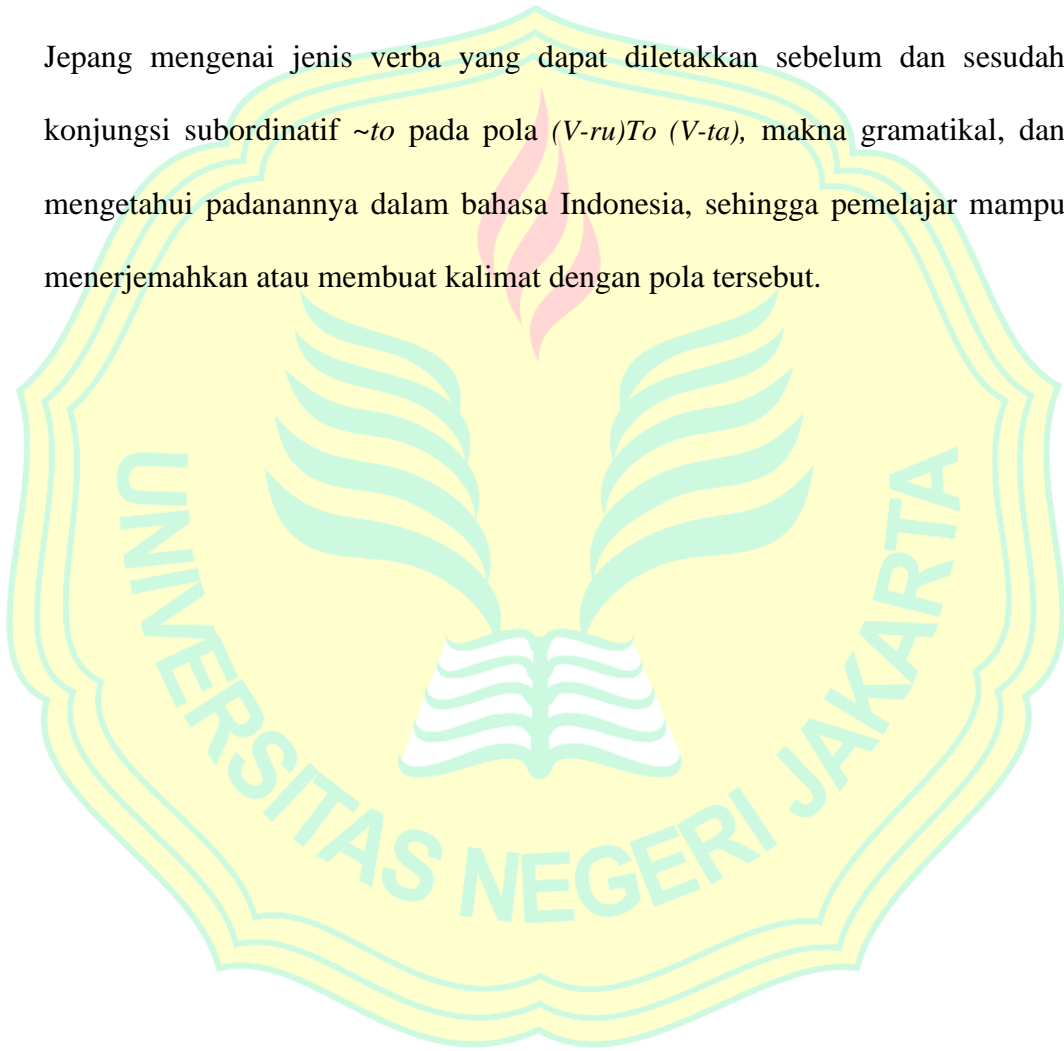 Jepang mengenai jenis verba yang dapat diletakkan sebelum dan sesudah
konjungsi subordinatif ~to pada pola (V-ru)To (V-ta), makna gramatikal, dan
mengetahui padanannya dalam bahasa Indonesia, sehingga pemelajar mampu
menerjemahkan atau membuat kalimat dengan pola tersebut.
UNIVERSITAS NEGERI JAKARTA